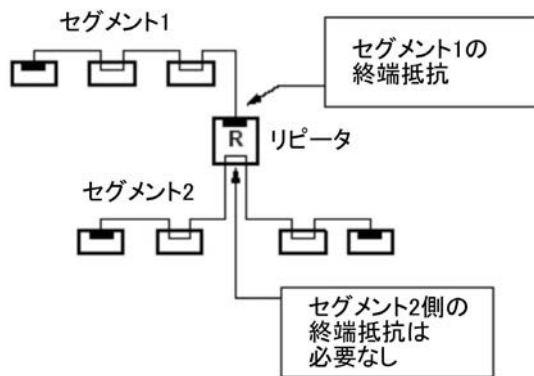 セグメント1
セグメント1の
終端抵抗
R
リピータ
セグメント2
セグメント2側の
終端抵抗は
必要なし